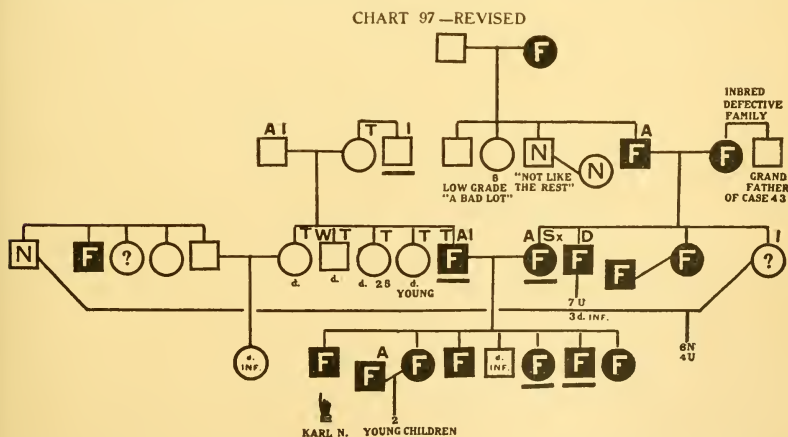 CHART 97—REVISED
F
INBRED
DEFECTIVE
FAMILY
A I T I A
N N F F
8
LOW GRADE "NOT LIKE
"A BAD LOT" THE REST"
GRAND
FATHER
OF CASE 43
T W T T T A I A Sx D I
N F ? F F F F F ?
d. d. d. 28 d.
YOUNG
7 U
3 d. INF.
6 N
4 U
A
d.
INF.
F F F F d.
INF.
F F F
2
KARL N. YOUNG CHILDREN